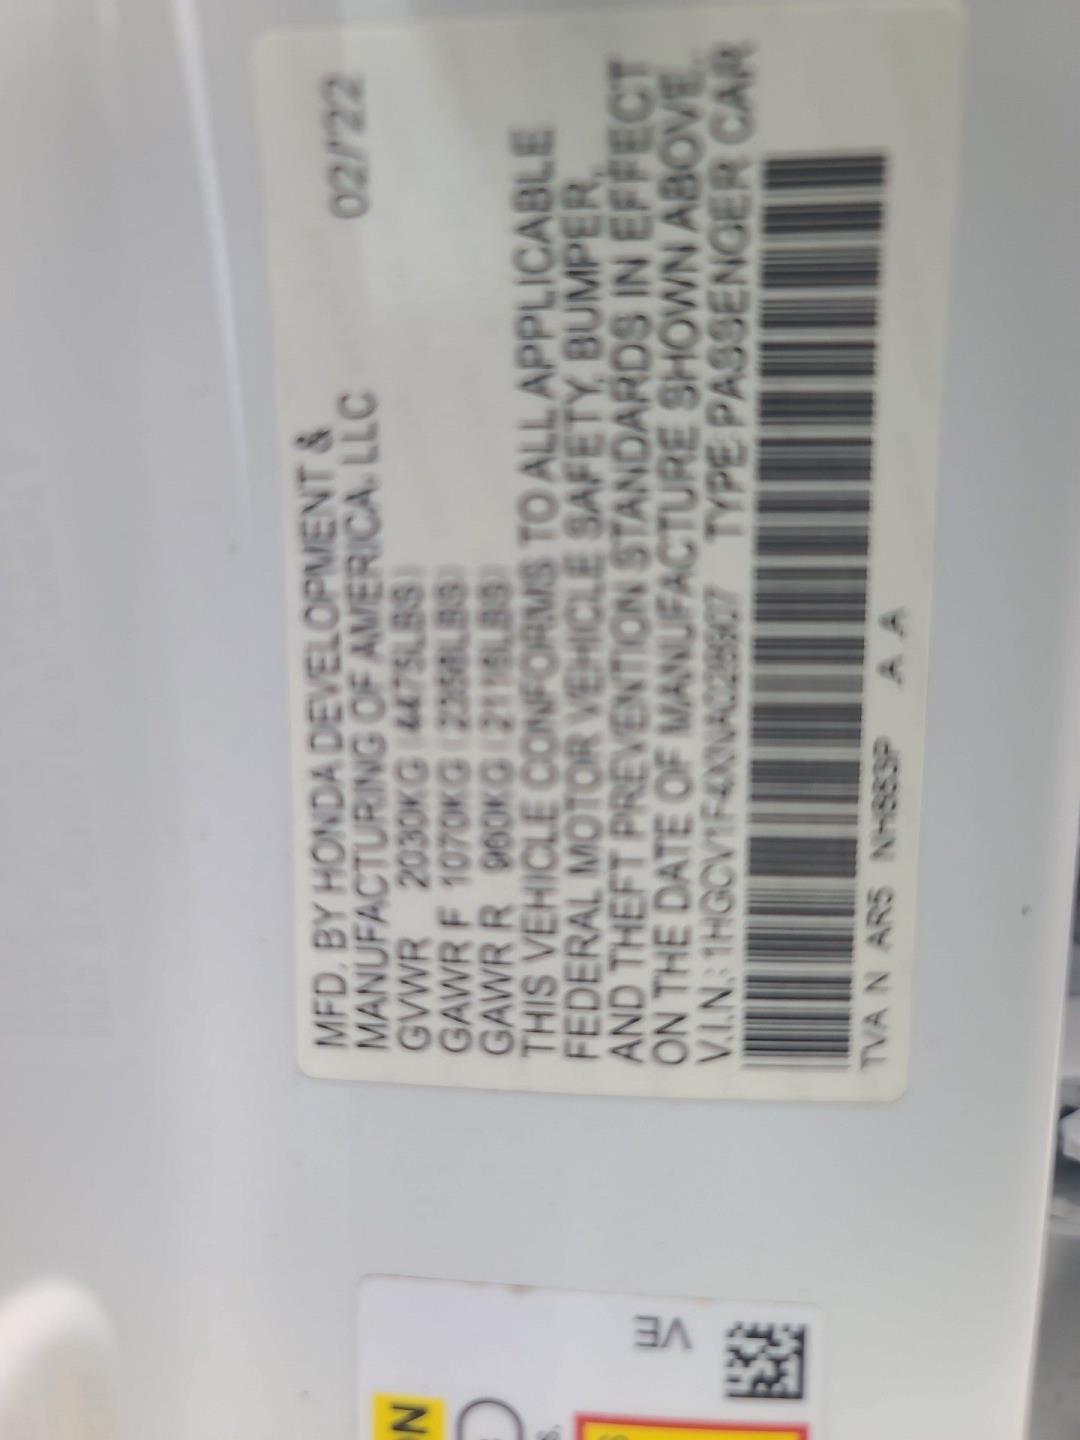 MFD. BY HONDA DEVELOPMENT &
MANUFACTURING OF AMERICA, LLC 02/'22
GVWR 2030KG (4475LBS)
GAWR F 1070KG (2358LBS)
GAWR R 960KG (2116LBS)
THIS VEHICLE CONFORMS TO ALL APPLICABLE
FEDERAL MOTOR VEHICLE SAFETY, BUMPER,
AND THEFT PREVENTION STANDARDS IN EFFECT
ON THE DATE OF MANUFACTURE SHOWN ABOVE.
V.I.N.: TYPE:PASSENGER CAR
TVA N AR5 NH883P A A
VE